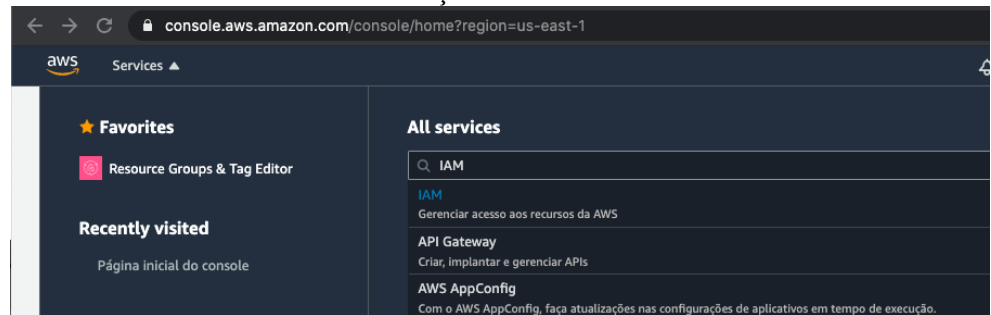 console.aws.amazon.com/console/home?region=us-east-1
aws
Services ▲
Favorites
Resource Groups & Tag Editor
Recently visited
Página inicial do console
All services
IAM
IAM
Gerenciar acesso aos recursos da AWS
API Gateway
Criar, implantar e gerenciar APIs
AWS AppConfig
Com o AWS AppConfig, faça atualizações nas configurações de aplicativos em tempo de execução.